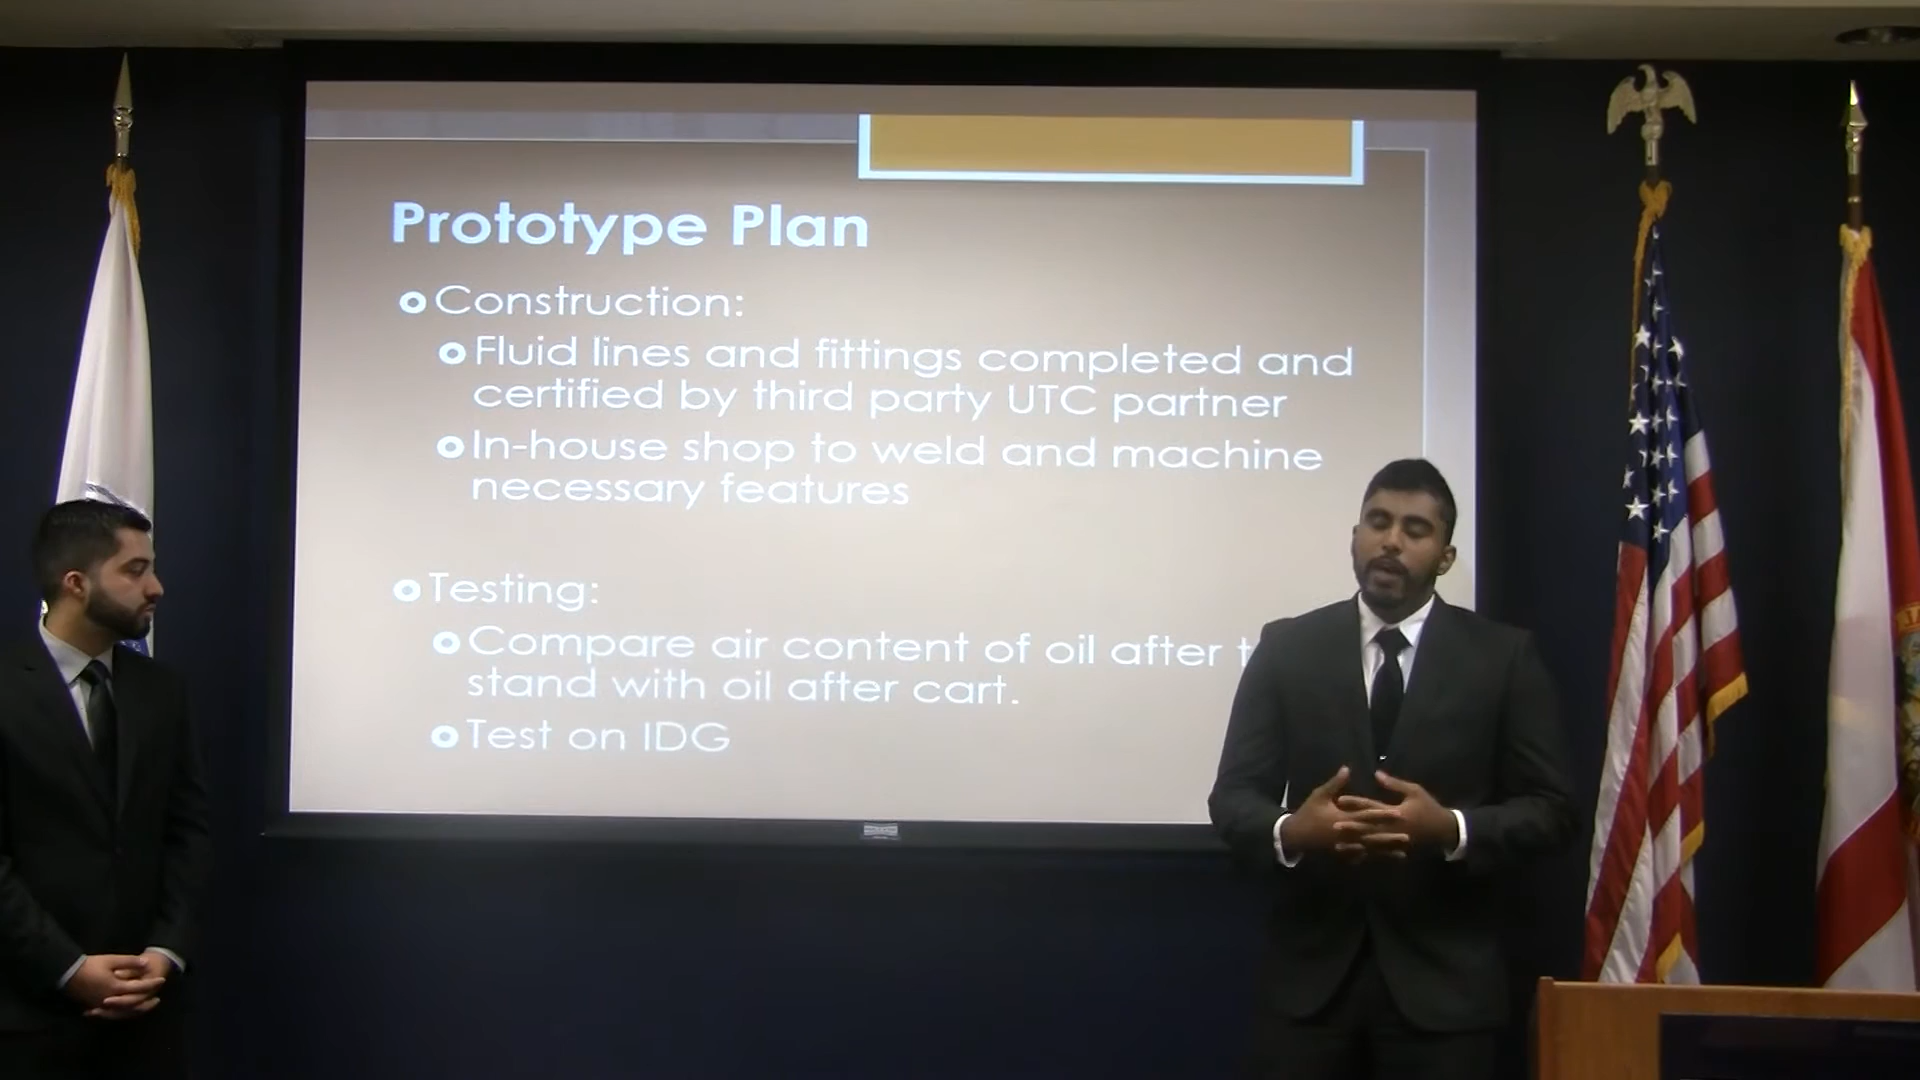 Prototype Plan
Construction:
Fluid lines and fittings completed and
certified by third party UTC partner
In-house shop to weld and machine
necessary features
Testing:
Compare air content of oil after
stand with oil after cart.
Test on IDG